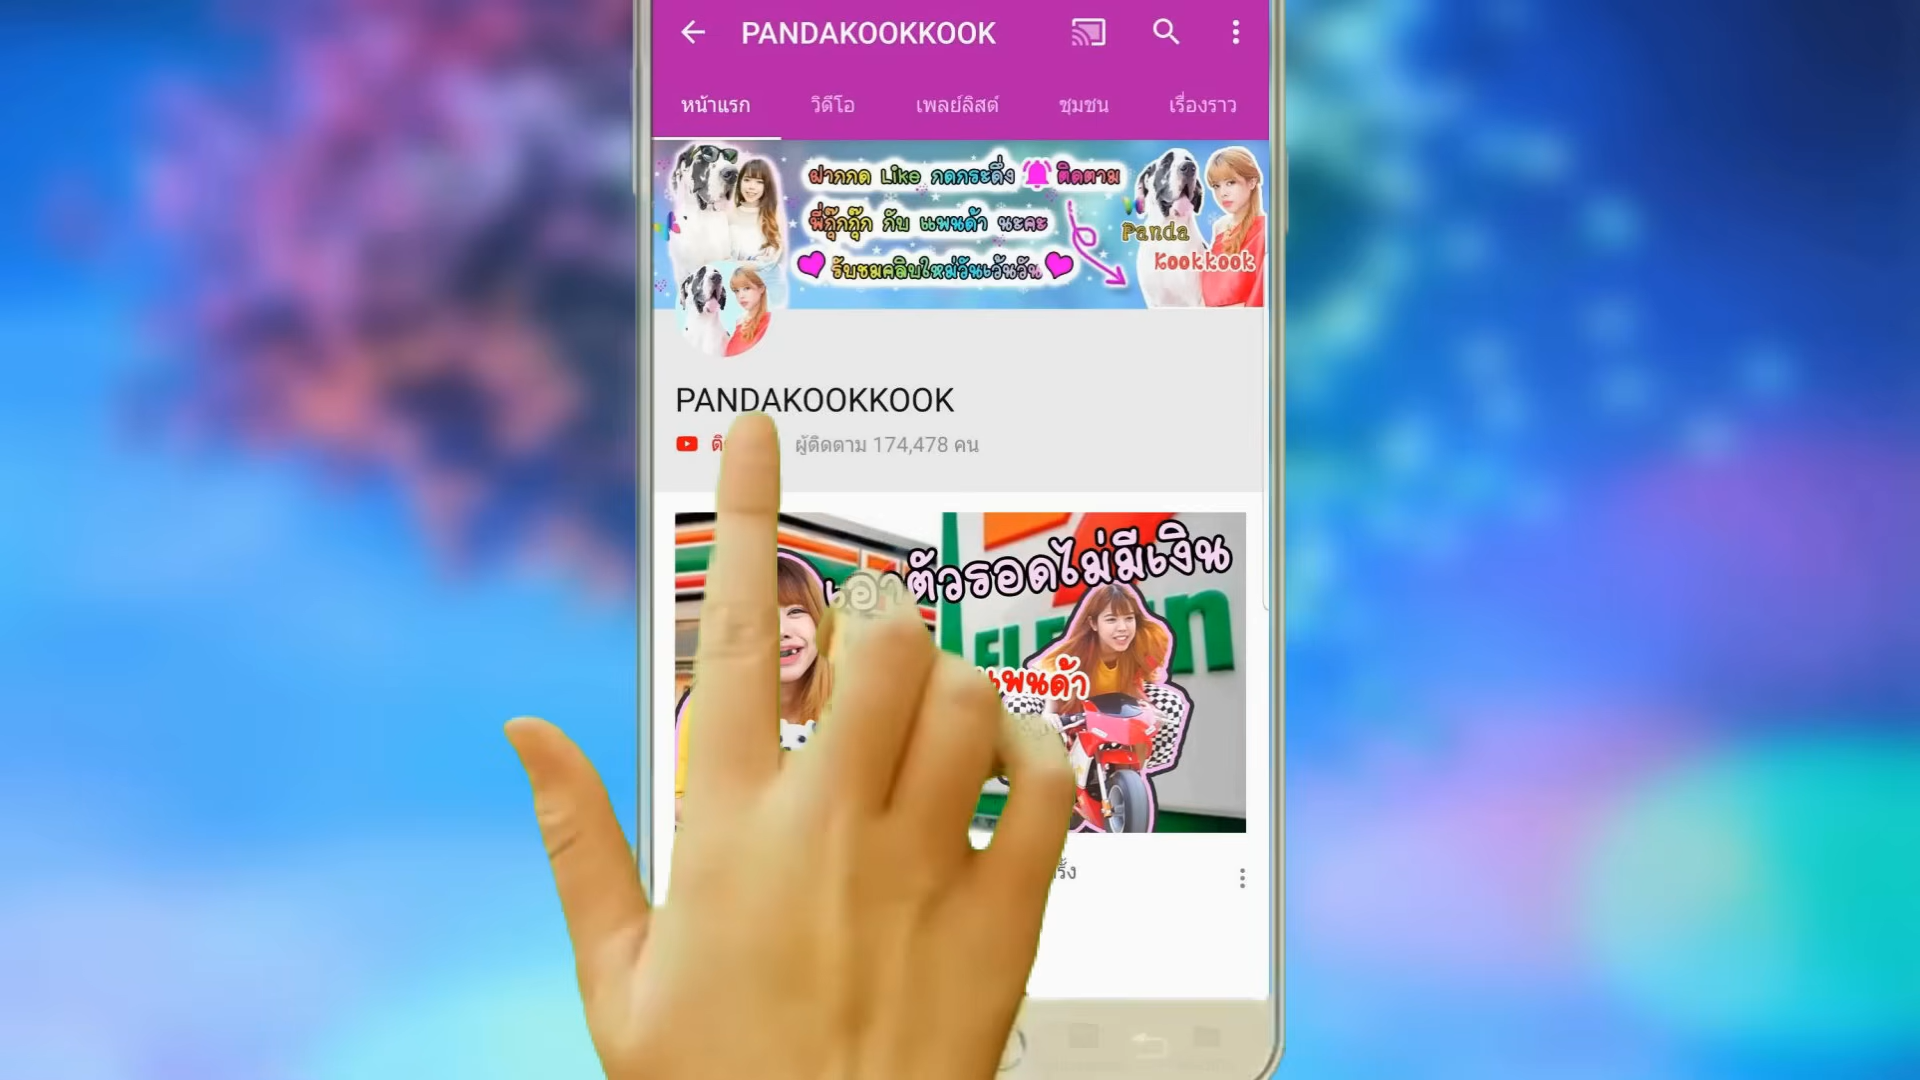 PANDAKOOKKOOK
หน้าแรก วิดีโอ เพลย์ลิสต์ ชุมชน เรื่องราว
ฝากกด Like กดกระดิ่ง ติดตาม
พี่กุ๊กกุ๊ก กับ แพนด้า นะคะ
รับชมคลิปใหม่วันเว้นวัน
Panda
Kookkook
PANDAKOOKKOOK
ผู้ติดตาม 174,478 คน
เอาตัวรอดไม่มีเงิน
แพนด้า